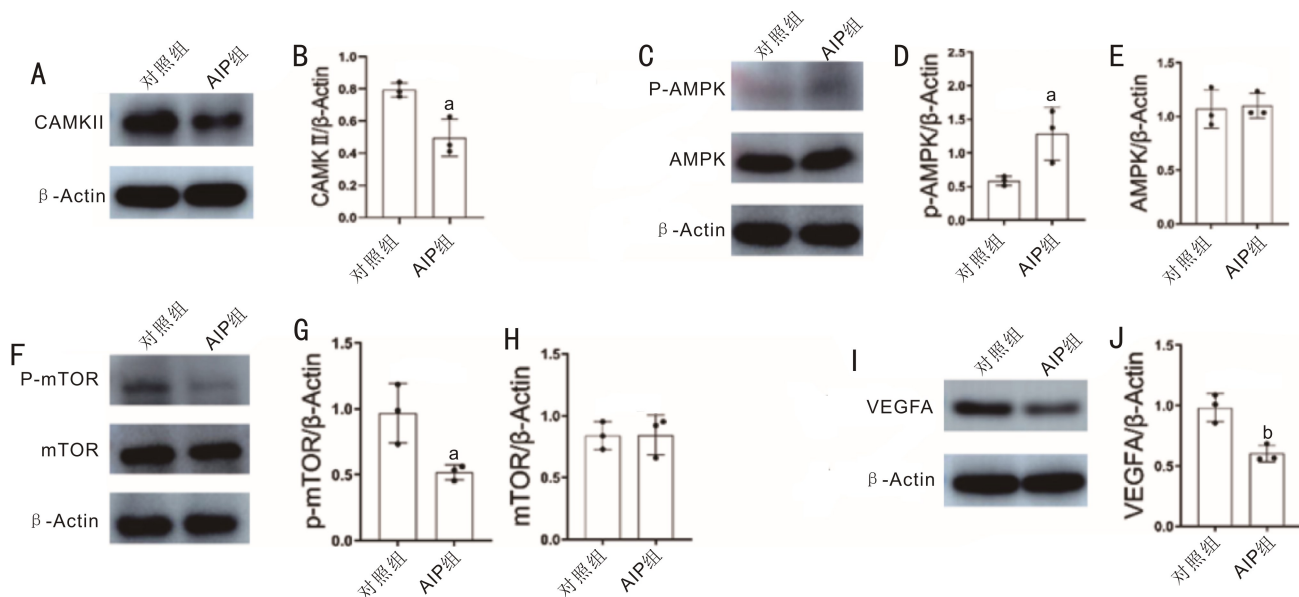 A
对照组
AIP组
CAMKII
β-Actin
B
CAMK II/β-Actin
1.0
0.8
0.6
0.4
0.2
0.0
a
对照组
AIP组
C
对照组
AIP组
P-AMPK
AMPK
β-Actin
D
p-AMPK/β-Actin
2.5
2.0
1.5
1.0
0.5
0.0
a
对照组
AIP组
E
AMPK/β-Actin
1.5
1.0
0.5
0.0
对照组
AIP组
F
对照组
AIP组
P-mTOR
mTOR
β-Actin
G
p-mTOR/β-Actin
1.5
1.0
0.5
0.0
a
对照组
AIP组
H
mTOR/β-Actin
1.5
1.0
0.5
0.0
对照组
AIP组
I
对照组
AIP组
VEGFA
β-Actin
J
VEGFA/β-Actin
1.5
1.0
0.5
0.0
b
对照组
AIP组